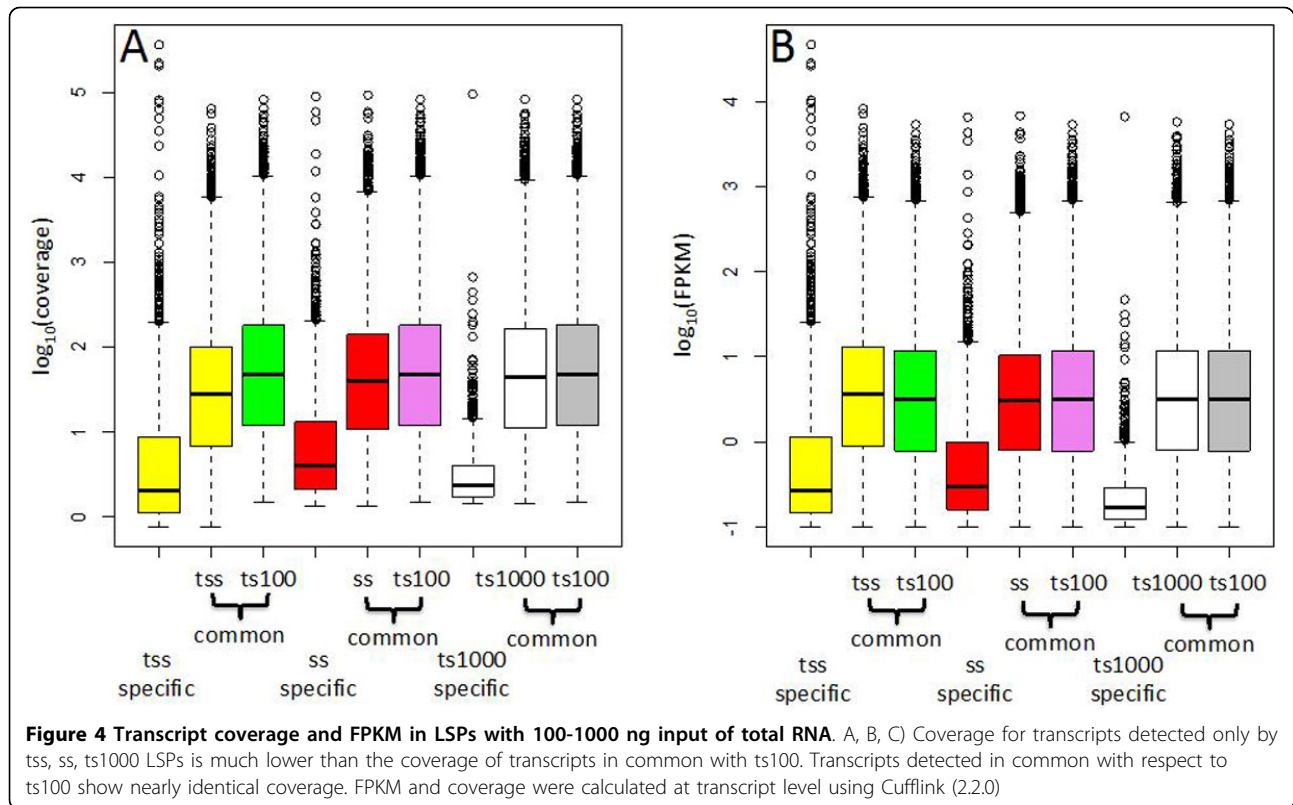 A
log10(coverage)
5
4
3
2
1
0
tss ts100 ss ts100 ts1000 ts100
common common common
tss specific ss specific ts1000 specific
B
log10(FPKM)
4
3
2
1
0
-1
tss ts100 ss ts100 ts1000 ts100
common common common
tss specific ss specific ts1000 specific
Figure 4 Transcript coverage and FPKM in LSPs with 100-1000 ng input of total RNA. A, B, C) Coverage for transcripts detected only by
tss, ss, ts1000 LSPs is much lower than the coverage of transcripts in common with ts100. Transcripts detected in common with respect to
ts100 show nearly identical coverage. FPKM and coverage were calculated at transcript level using Cufflink (2.2.0)